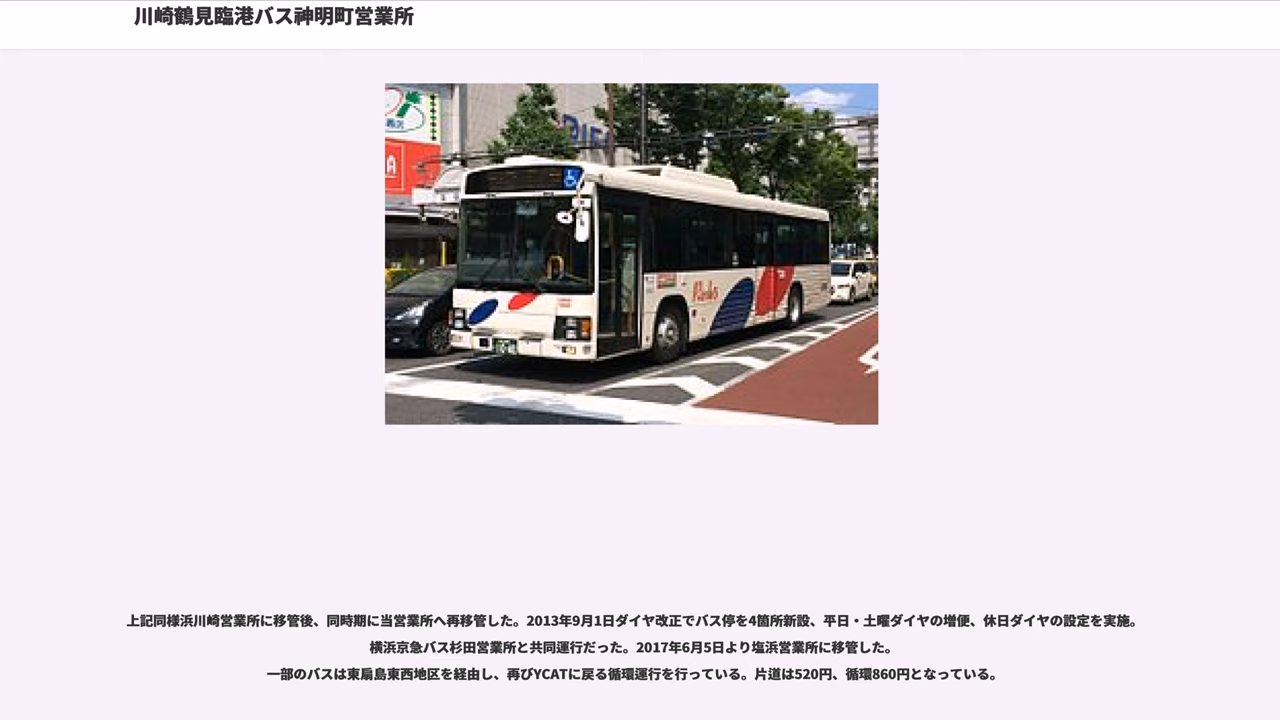 川崎鶴見臨港バス神明町営業所
Rinko
上記同様浜川崎営業所に移管後、同時期に当営業所へ再移管した。2013年9月1日ダイヤ改正でバス停を4箇所新設、平日・土曜ダイヤの増便、休日ダイヤの設定を実施。
横浜京急バス杉田営業所と共同運行だった。2017年6月5日より塩浜営業所に移管した。
一部のバスは東扇島東西地区を経由し、再びYCATに戻る循環運行を行っている。片道は520円、循環860円となっている。